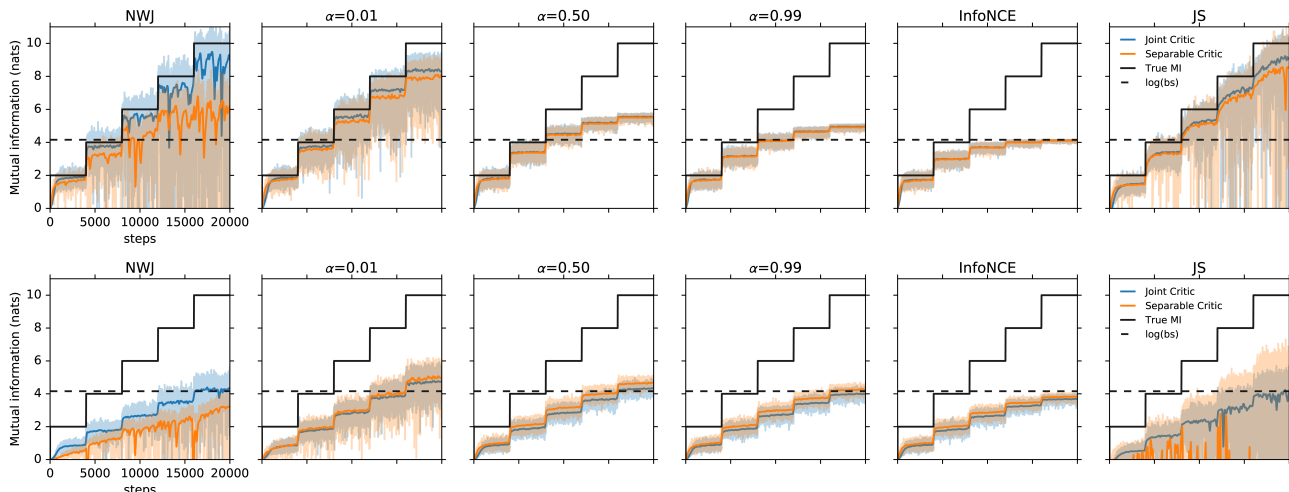 NWJ
α=0.01
α=0.50
α=0.99
InfoNCE
JS
Mutual information (nats)
10
8
6
4
2
0
0 5000 10000 15000 20000
steps
Joint Critic
Separable Critic
True MI
log(bs)
NWJ
α=0.01
α=0.50
α=0.99
InfoNCE
JS
Mutual information (nats)
10
8
6
4
2
0
0 5000 10000 15000 20000
steps
Joint Critic
Separable Critic
True MI
log(bs)